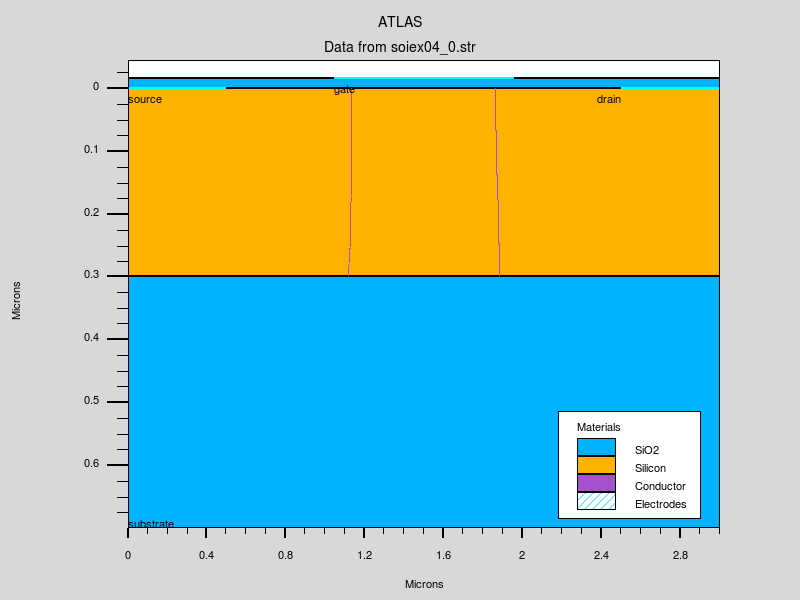 ATLAS
Data from soiex04_0.str
0
source
gate
drain
0.1
0.2
0.3
Microns
0.4
0.5
0.6
substrate
Materials
SiO2
Silicon
Conductor
Electrodes
0 0.4 0.8 1.2 1.6 2 2.4 2.8
Microns